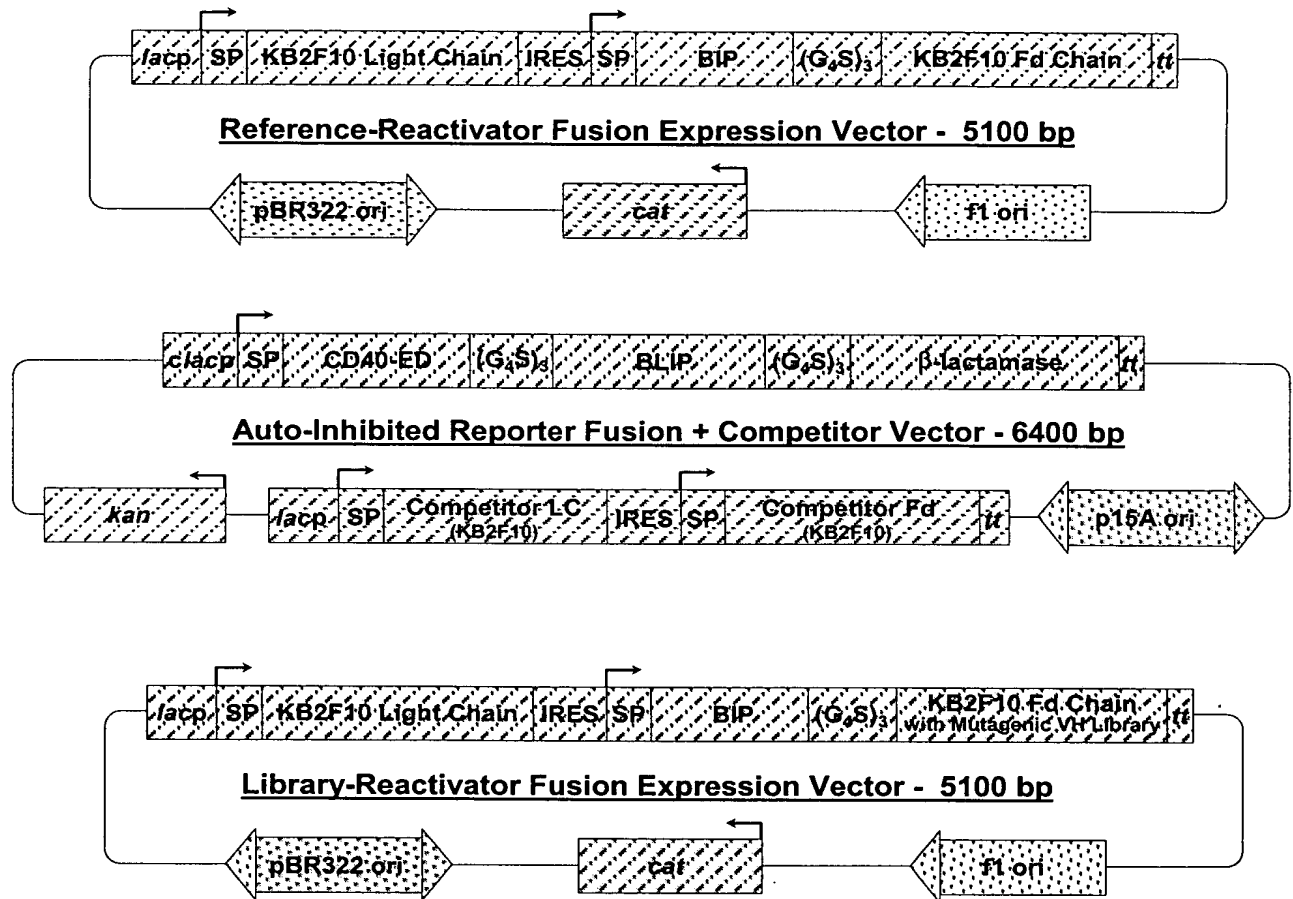 lacp SP KB2F10 Light Chain IRES SP BIP (G₄S)₃ KB2F10 Fd Chain tt
Reference-Reactivator Fusion Expression Vector - 5100 bp
pBR322 ori cat f1 ori
clacp SP CD40-ED (G₄S)₃ BLIP (G₄S)₃ β-lactamase tt
Auto-Inhibited Reporter Fusion + Competitor Vector - 6400 bp
kan lacp SP Competitor LC IRES SP Competitor Fd tt p15A ori
(KB2F10) (KB2F10)
lacp SP KB2F10 Light Chain IRES SP BIP (G₄S)₃ KB2F10 Fd Chain tt
with Mutagenic VH Library
Library-Reactivator Fusion Expression Vector - 5100 bp
pBR322 ori cat f1 ori